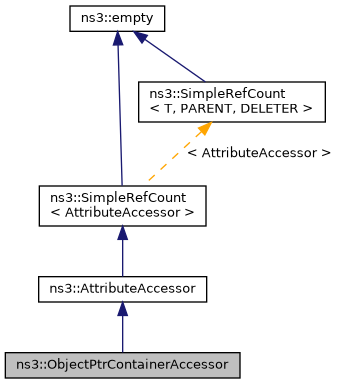 ns3::empty
ns3::SimpleRefCount
< T, PARENT, DELETER >
< AttributeAccessor >
ns3::SimpleRefCount
< AttributeAccessor >
ns3::AttributeAccessor
ns3::ObjectPtrContainerAccessor